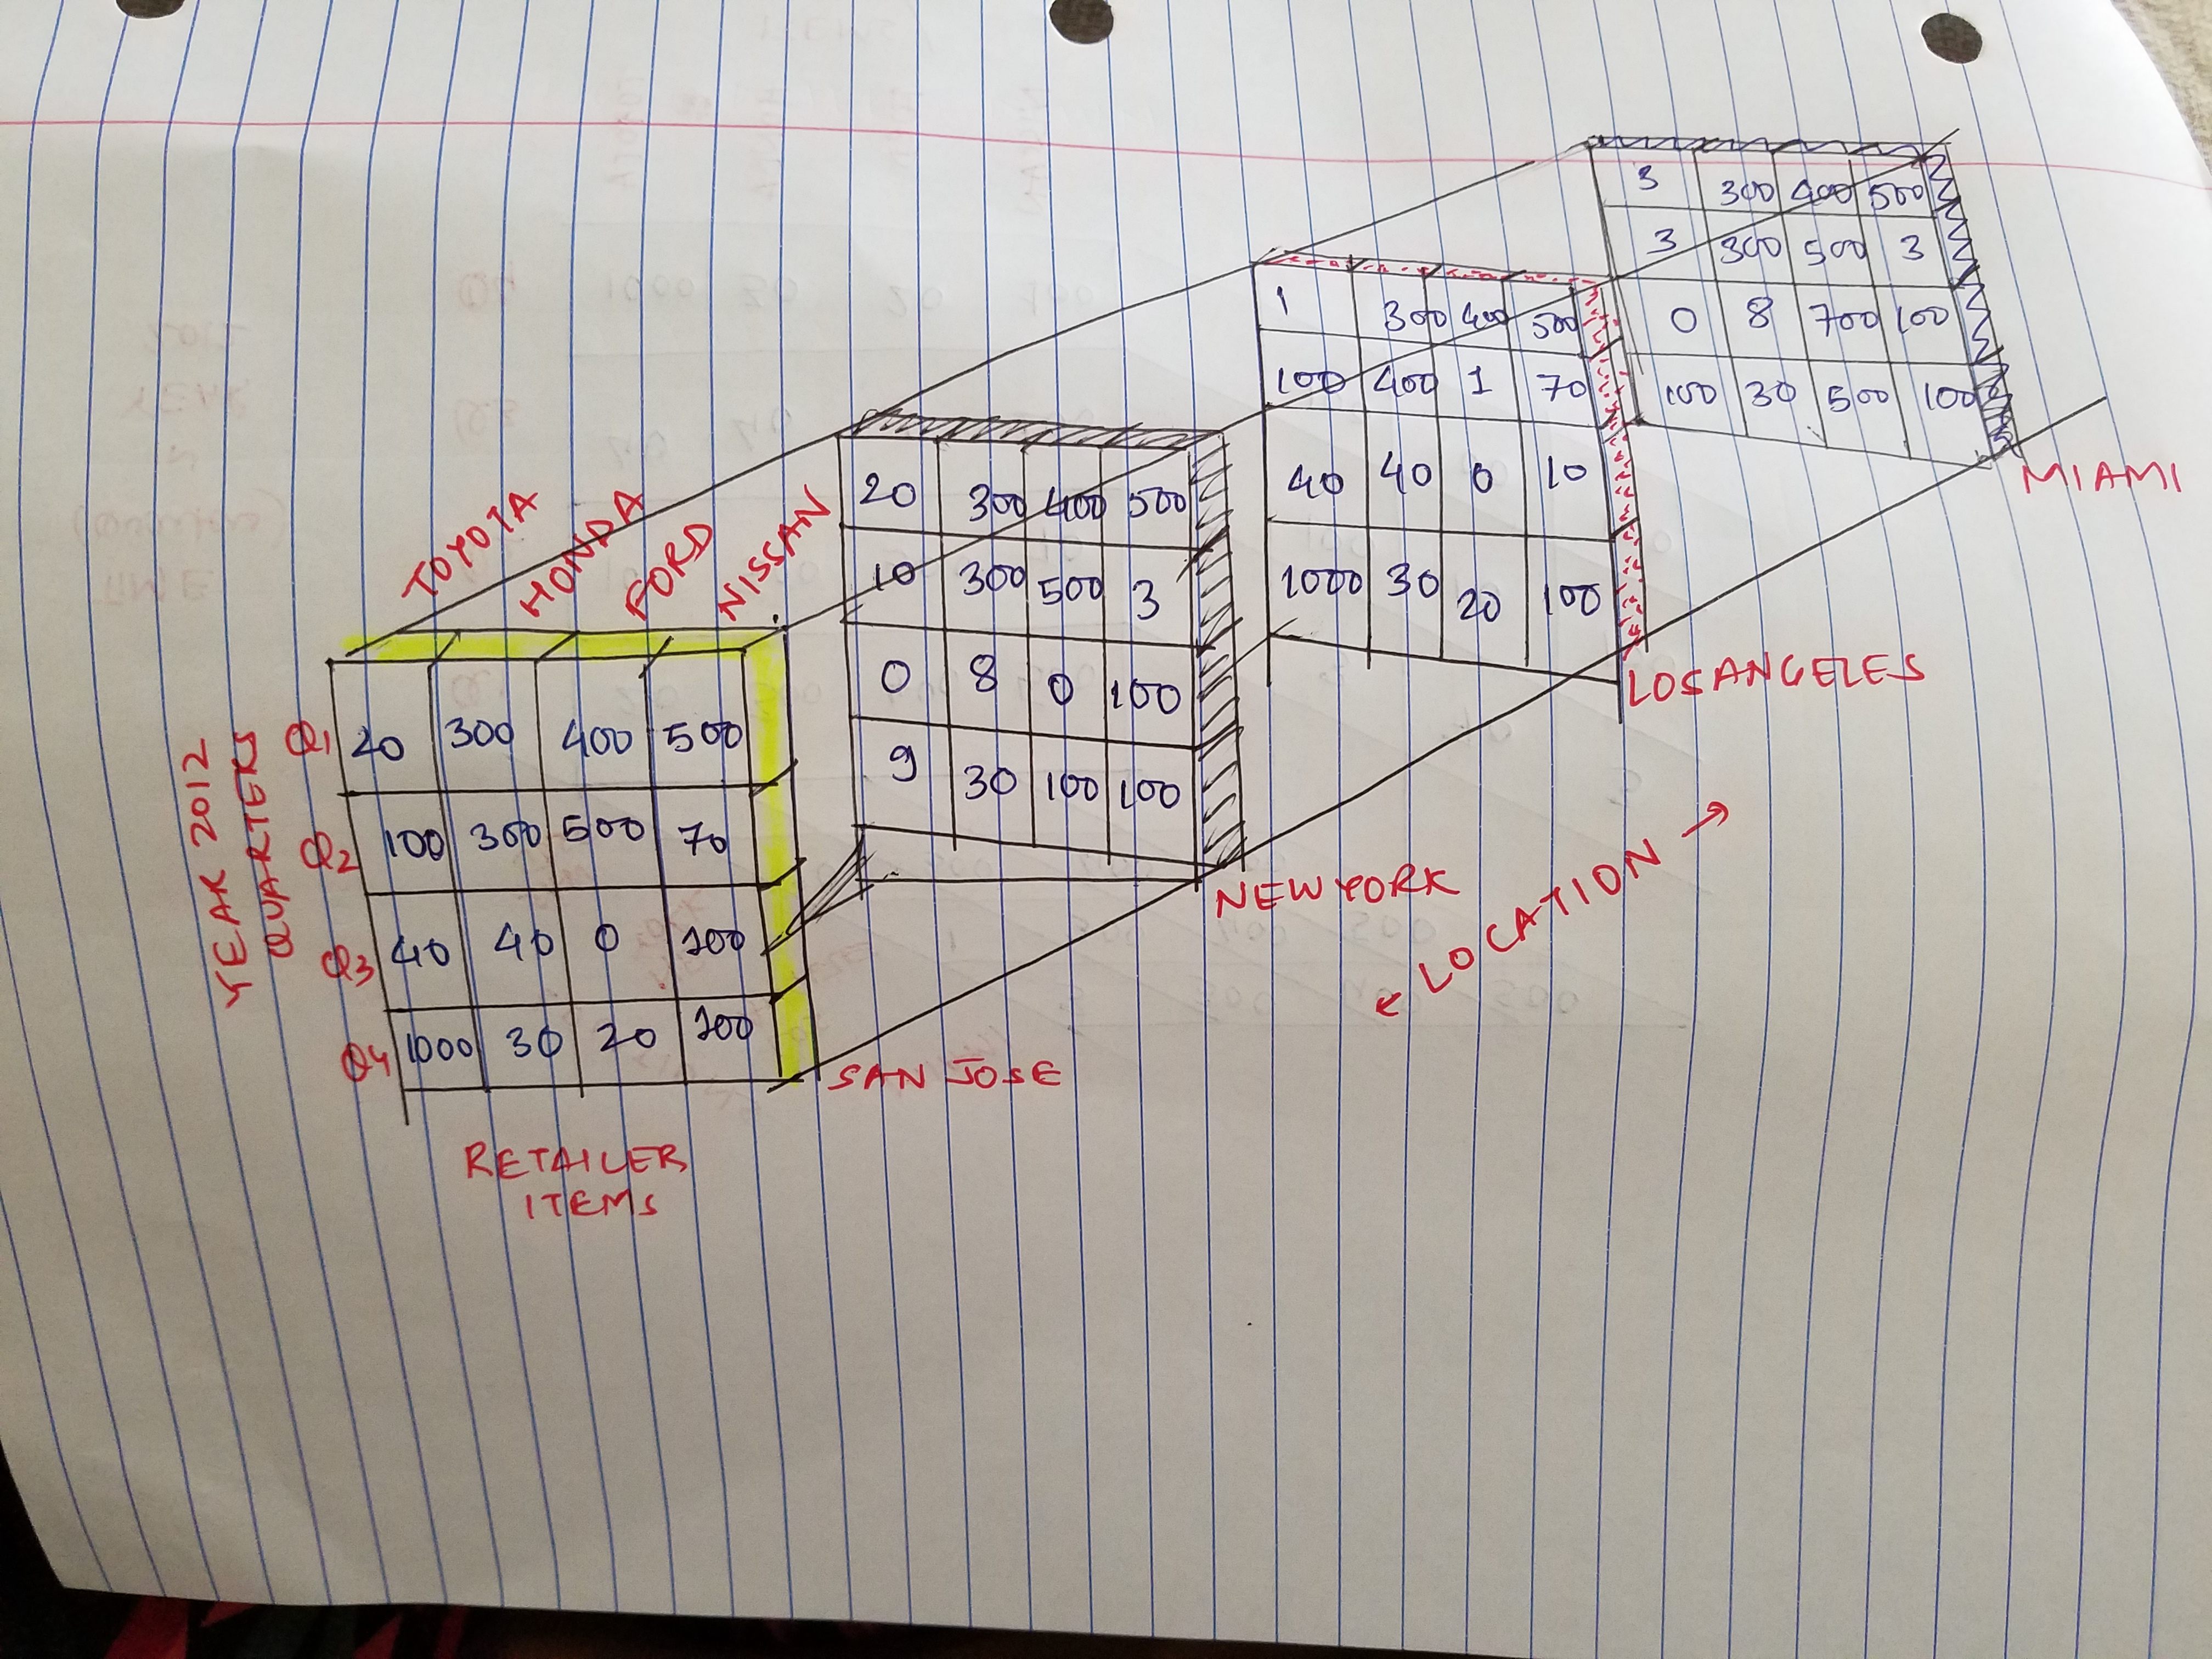 TOYOTA HONDA FORD NISSAN
YEAR 2012
QUARTERS
Q1 20 300 400 500
Q2 100 300 500 70
Q3 40 40 0 100
Q4 1000 30 20 100
RETAILER
ITEMS
SAN JOSE
20 300 400 500
10 300 500 3
0 8 0 100
9 30 100 100
NEW YORK
1 300 400 500
100 400 1 70
40 40 0 10
1000 30 20 100
LOS ANGELES
← LOCATION →
300 400 500
3 300 500 3
0 8 700 100
100 30 500 100
MIAMI